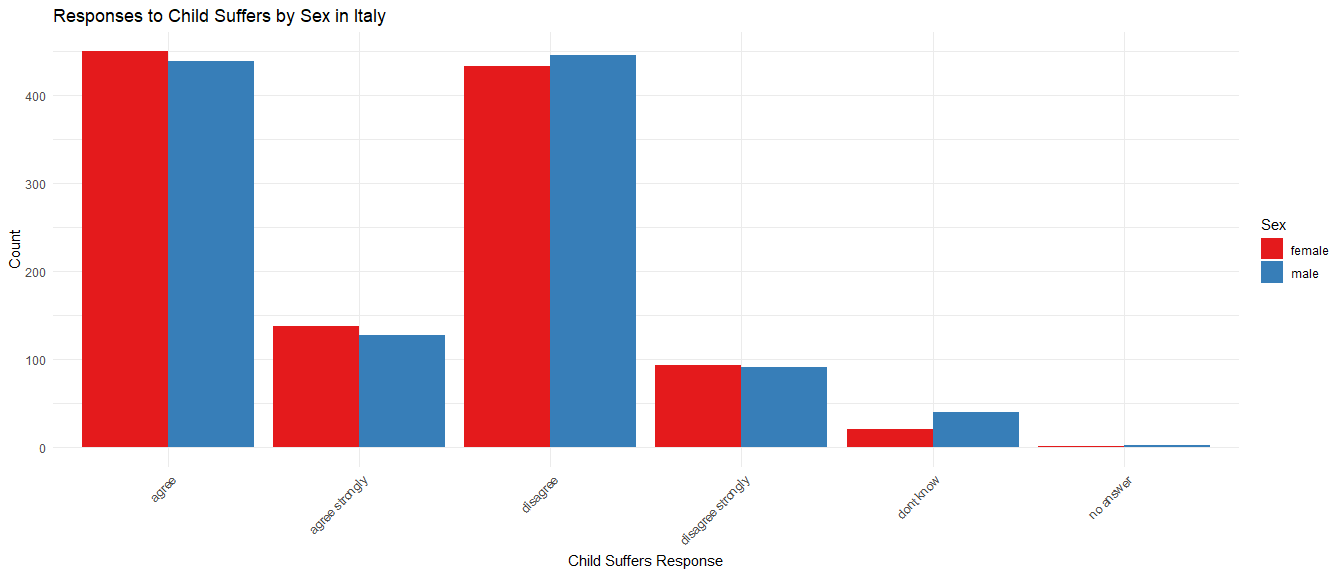 Responses to Child Suffers by Sex in Italy
Count
400
300
200
100
0
agree
agree strongly
disagree
disagree strongly
dont know
no answer
Child Suffers Response
Sex
female
male